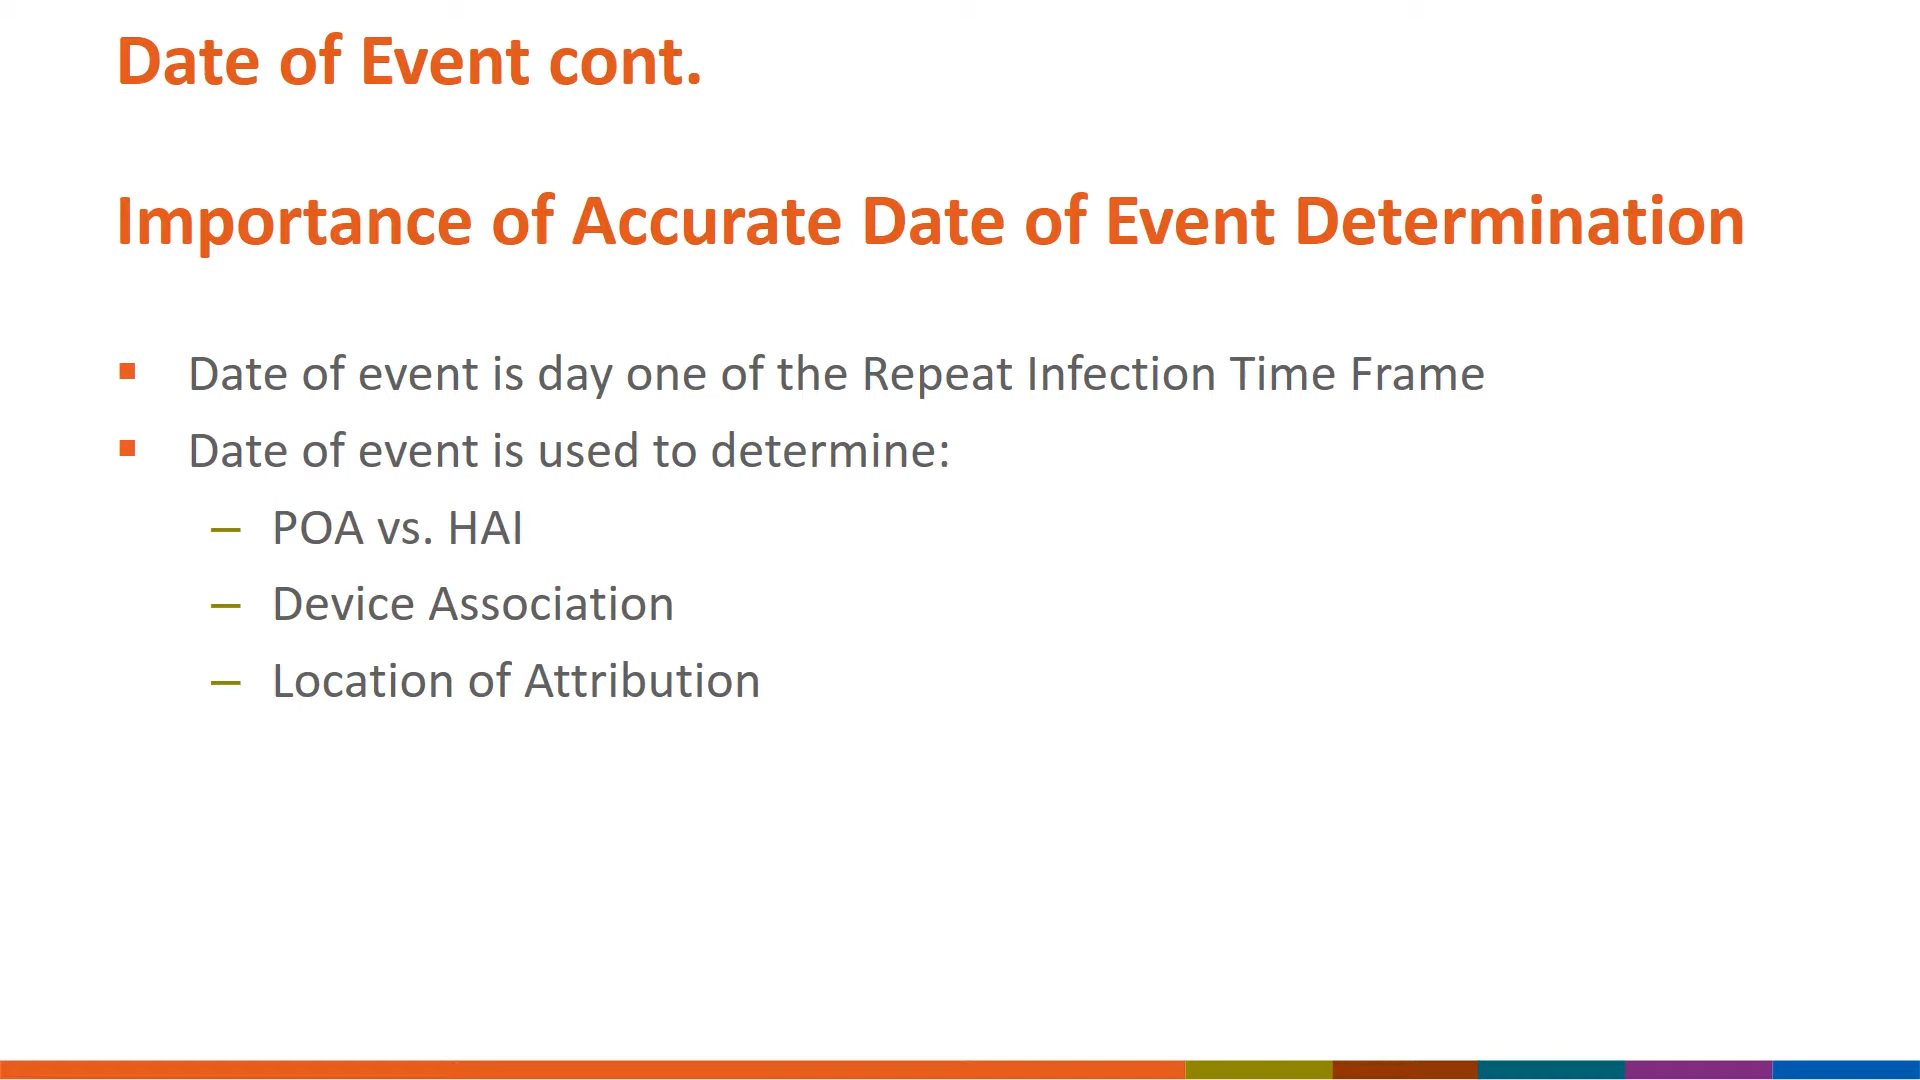 Date of Event cont.
Importance of Accurate Date of Event Determination
▪ Date of event is day one of the Repeat Infection Time Frame
▪ Date of event is used to determine:
– POA vs. HAI
– Device Association
– Location of Attribution